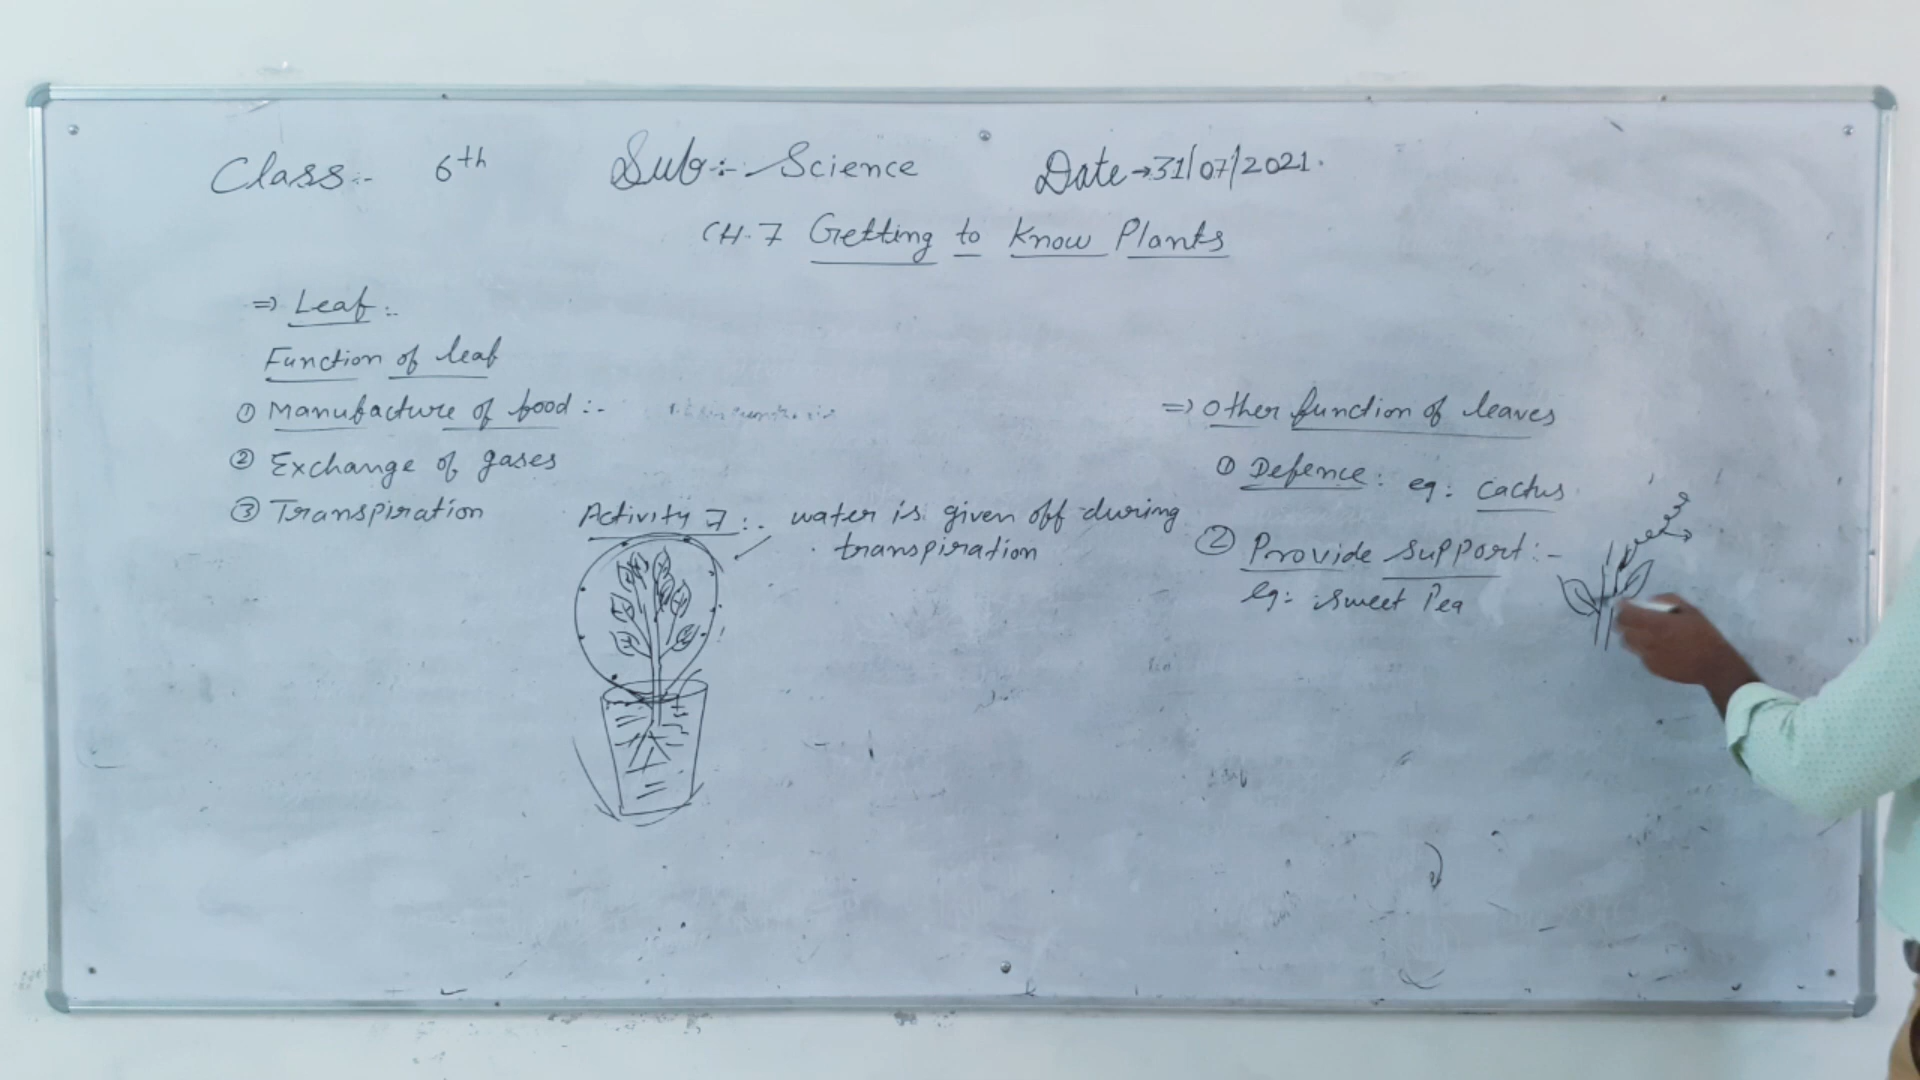 Class:- 6th Sub:- Science Date→31/07/2021.
CH.7 Getting to Know Plants
⇒ Leaf:-
Function of leaf
① Manufacture of food :-
② Exchange of gases
③ Transpiration
Activity 7:- water is given off during
transpiration
⇒ Other function of leaves
① Defence: eg: Cactus
② Provide support:-
eg: Sweet Pea